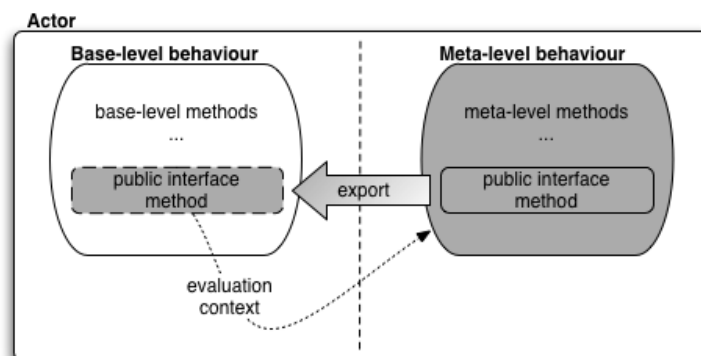 Actor
Base-level behaviour
Meta-level behaviour
base-level methods
...
meta-level methods
...
public interface
method
export
public interface
method
evaluation
context